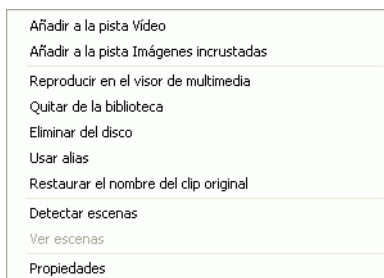 Añadir a la pista Vídeo
Añadir a la pista Imágenes incrustadas
Reproducir en el visor de multimedia
Quitar de la biblioteca
Eliminar del disco
Usar alias
Restaurar el nombre del clip original
Detectar escenas
Ver escenas
Propiedades